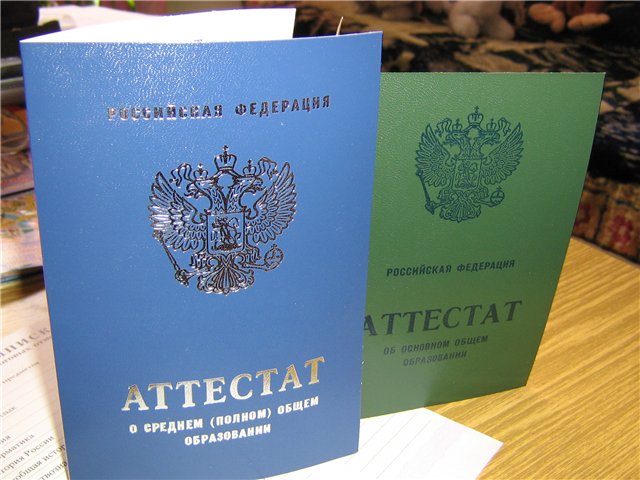 РОССИЙСКАЯ ФЕДЕРАЦИЯ
АТТЕСТАТ
О СРЕДНЕМ (ПОЛНОМ) ОБЩЕМ
ОБРАЗОВАНИИ
РОССИЙСКАЯ ФЕДЕРАЦИЯ
АТТЕСТАТ
ОБ ОСНОВНОМ ОБЩЕМ
ОБРАЗОВАНИИ